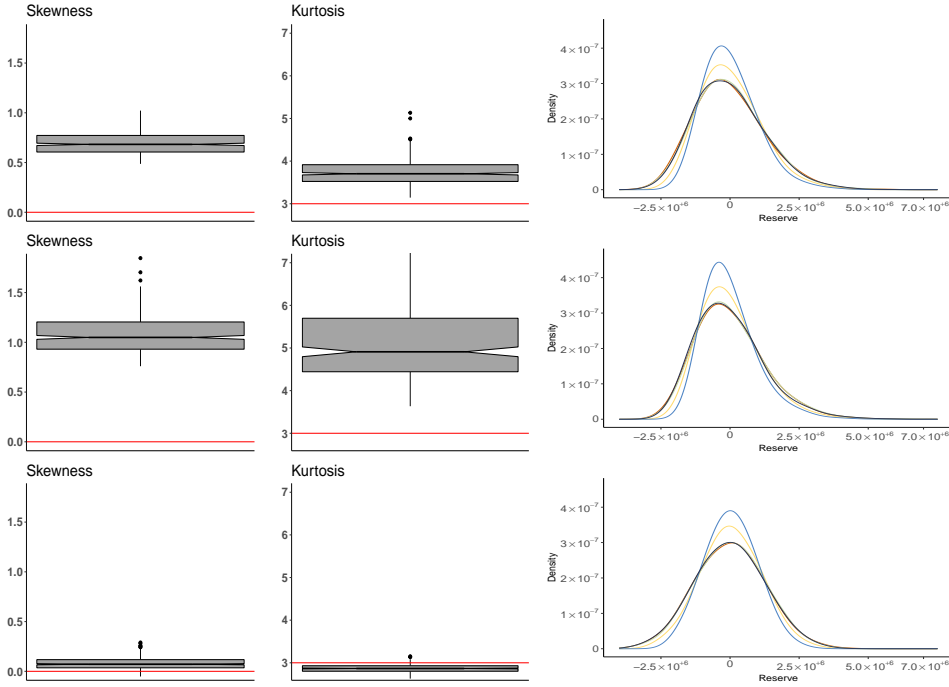 Skewness
1.5
1.0
0.5
0.0
Kurtosis
7
6
5
4
3
Density
4×10⁻⁷
3×10⁻⁷
2×10⁻⁷
1×10⁻⁷
0
−2.5×10⁺⁶ 0 2.5×10⁺⁶ 5.0×10⁺⁶ 7.0×10⁺⁶
Reserve
Skewness
1.5
1.0
0.5
0.0
Kurtosis
7
6
5
4
3
Density
4×10⁻⁷
3×10⁻⁷
2×10⁻⁷
1×10⁻⁷
0
−2.5×10⁺⁶ 0 2.5×10⁺⁶ 5.0×10⁺⁶ 7.0×10⁺⁶
Reserve
Skewness
1.5
1.0
0.5
0.0
Kurtosis
7
6
5
4
3
Density
4×10⁻⁷
3×10⁻⁷
2×10⁻⁷
1×10⁻⁷
0
−2.5×10⁺⁶ 0 2.5×10⁺⁶ 5.0×10⁺⁶ 7.0×10⁺⁶
Reserve